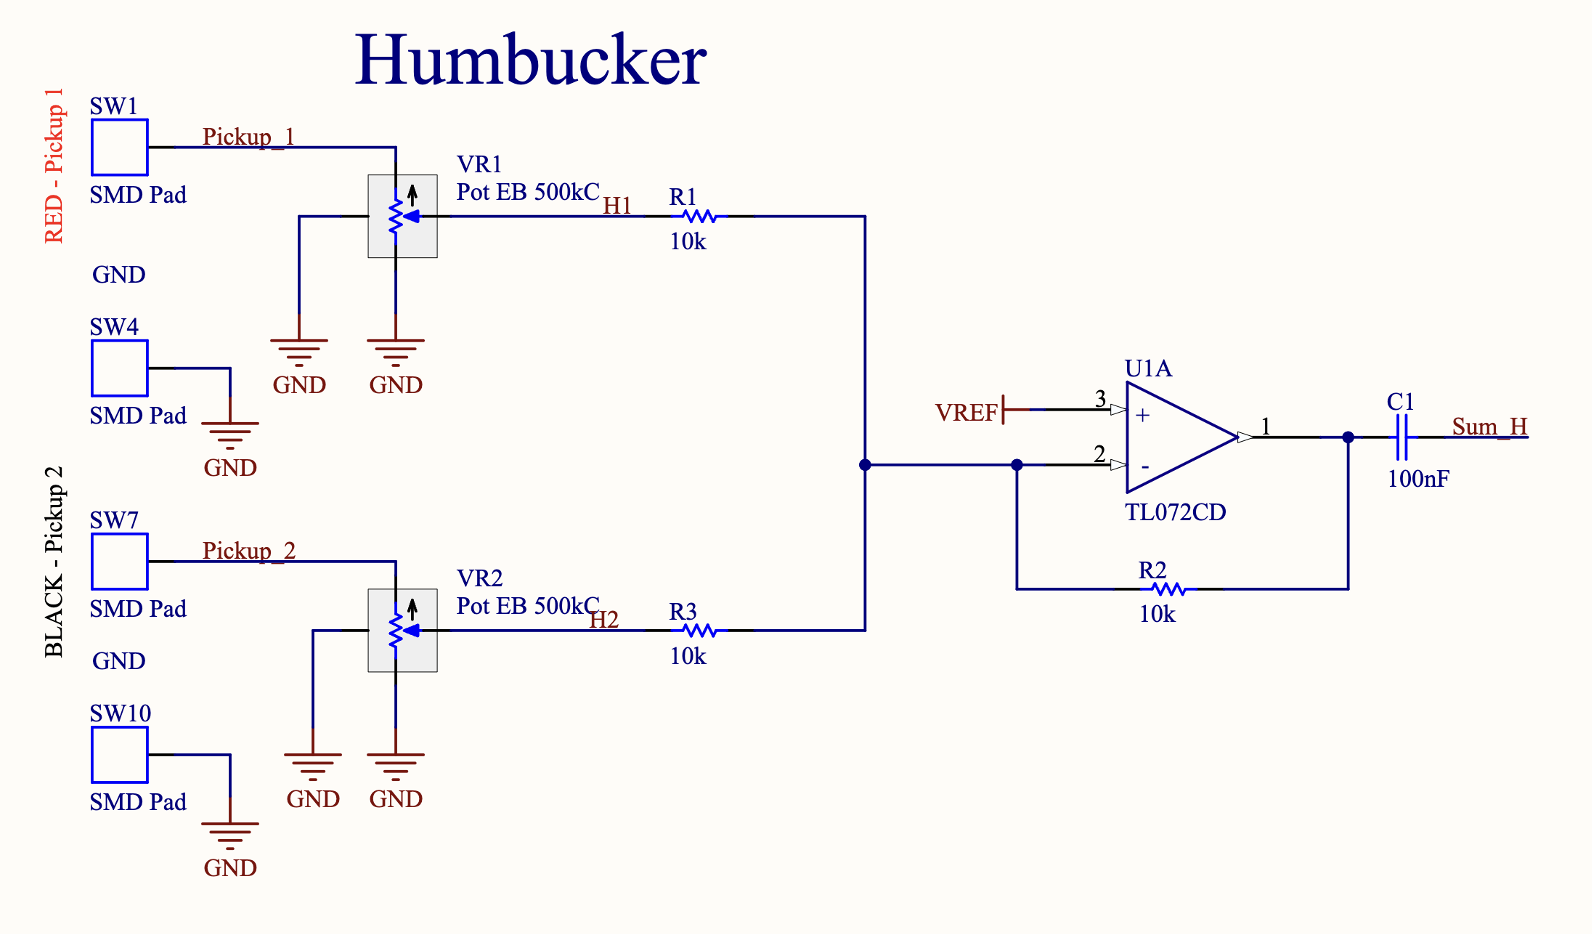 Humbucker
RED - Pickup 1
SW1
Pickup_1
SMD Pad
VR1
Pot EB 500kC
H1
R1
10k
GND
SW4
SMD Pad
GND
GND
GND
U1A
VREF
3
+
2
-
1
TL072CD
C1
Sum_H
100nF
BLACK - Pickup 2
SW7
Pickup_2
SMD Pad
VR2
Pot EB 500kC
H2
R3
10k
R2
10k
GND
SW10
SMD Pad
GND
GND
GND